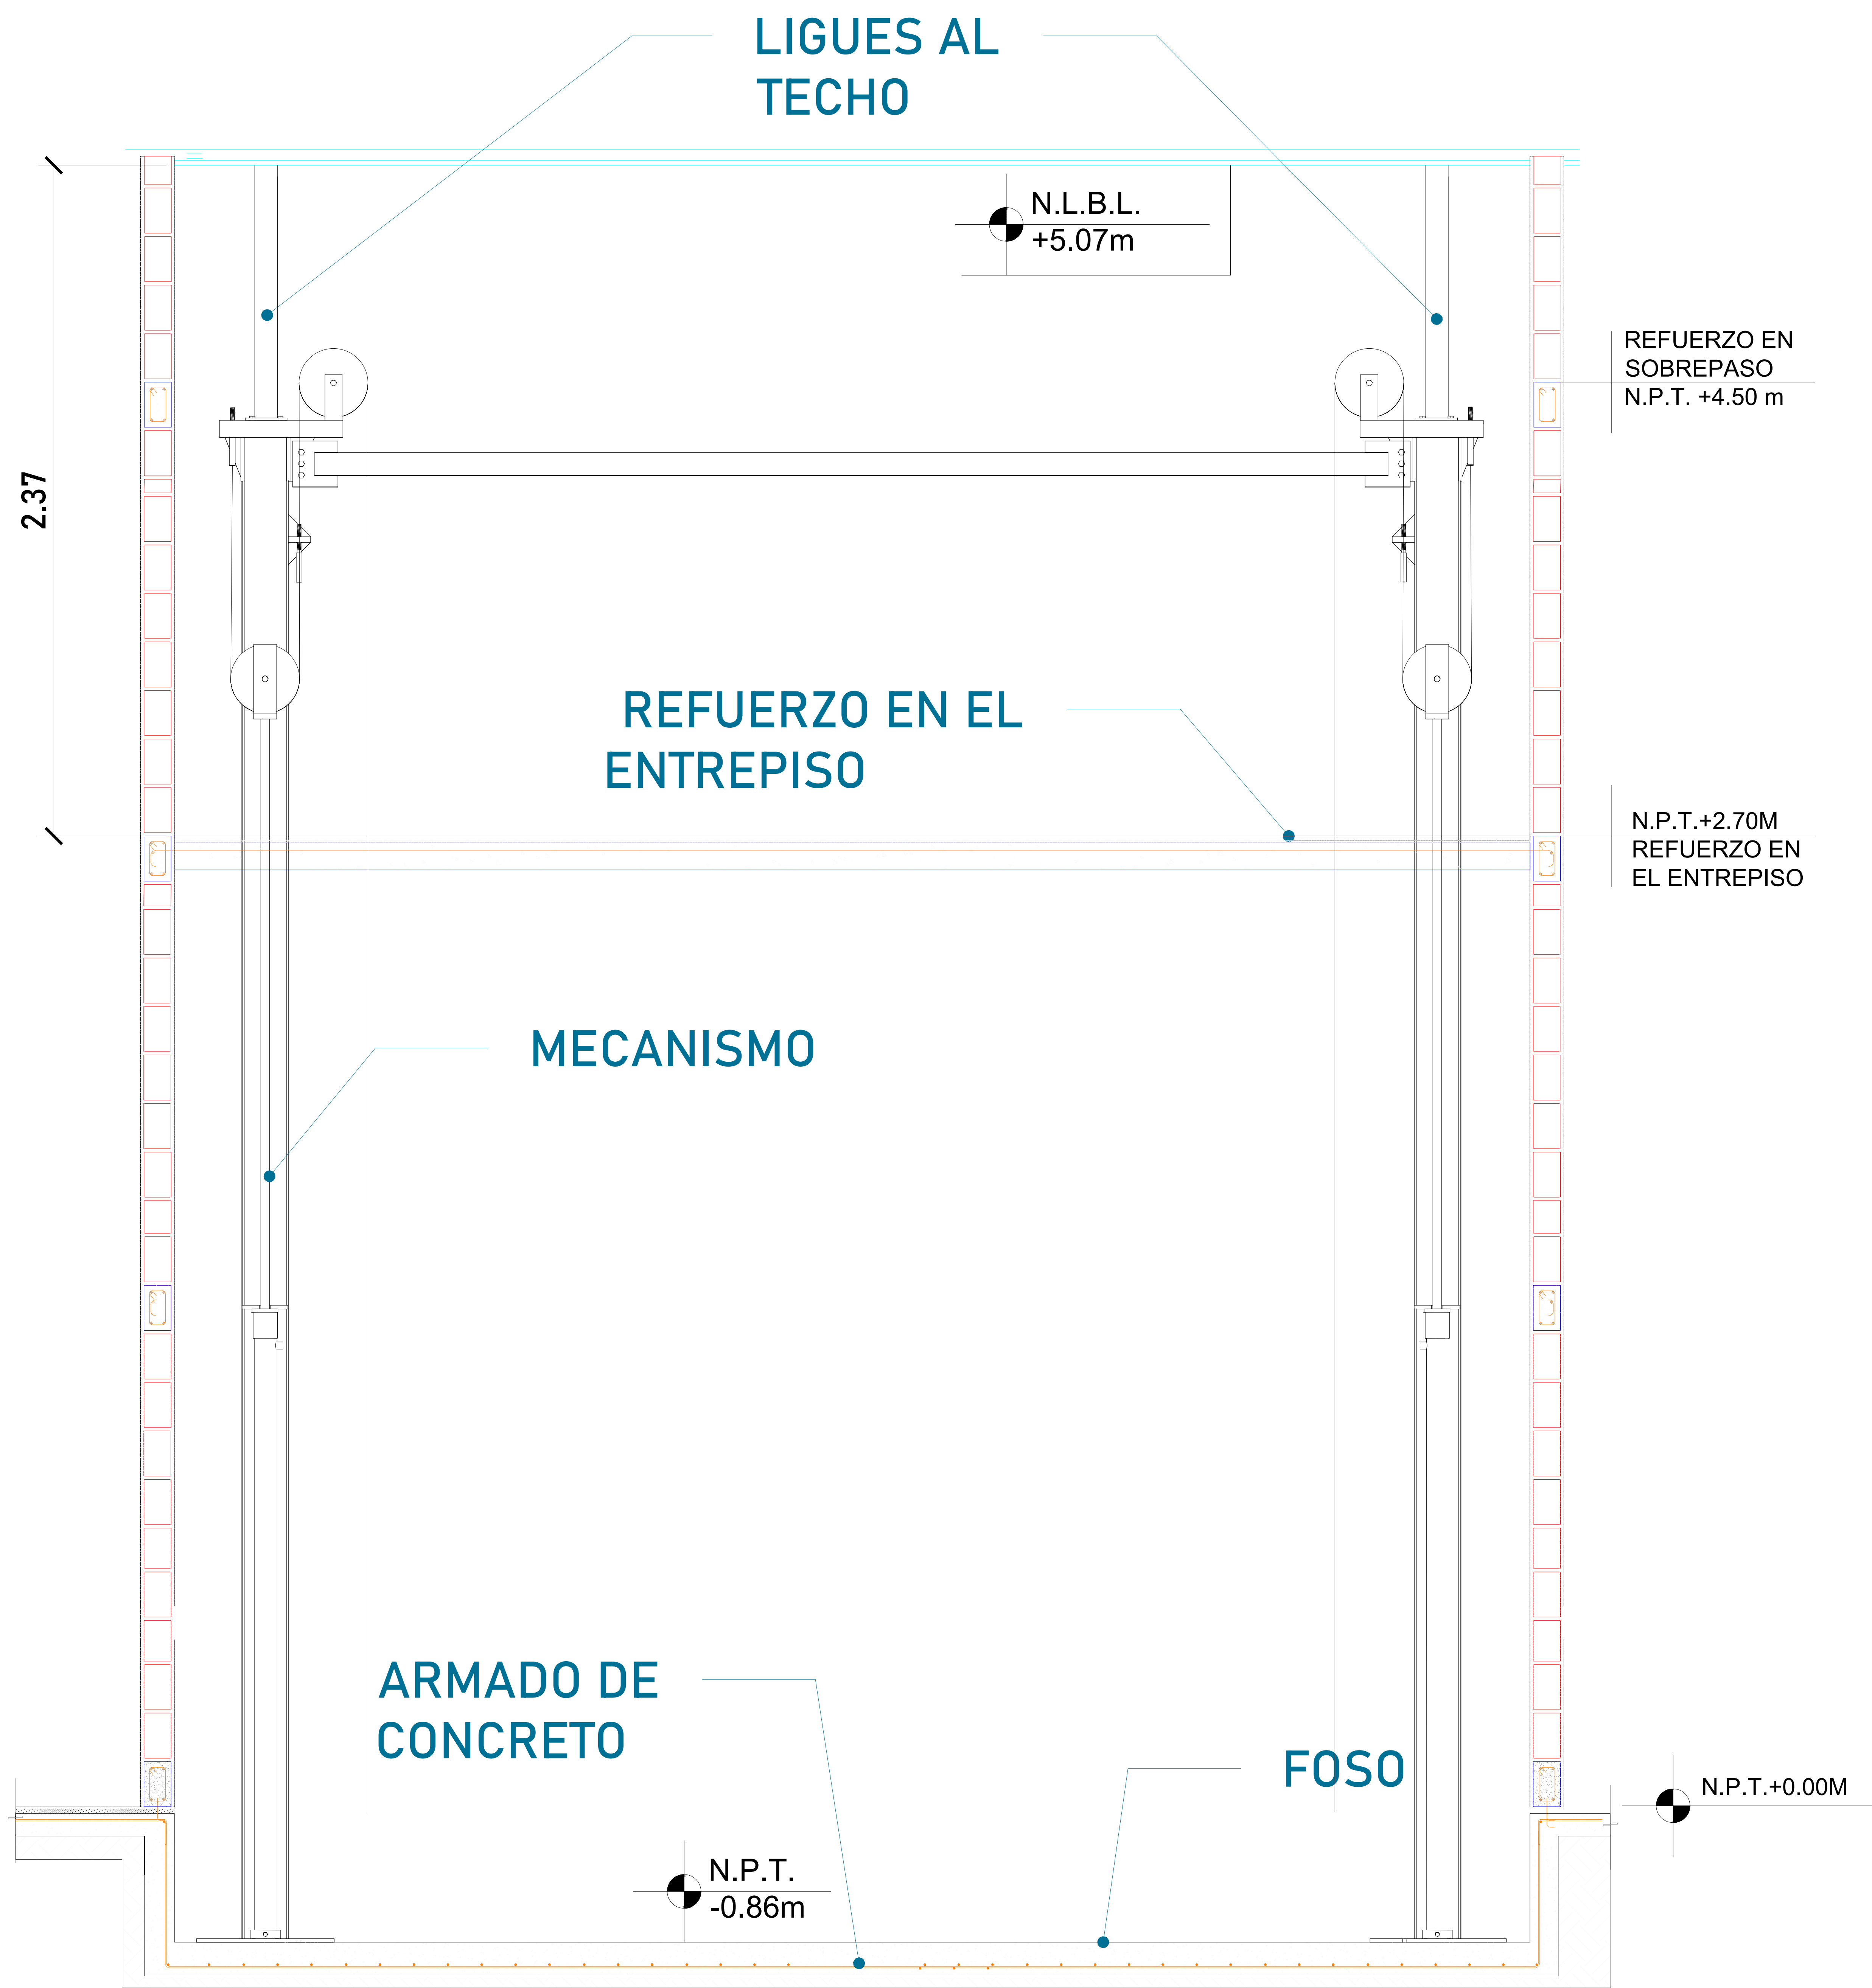 LIGUES AL
TECHO
N.L.B.L.
+5.07m
REFUERZO EN
SOBREPASO
N.P.T. +4.50 m
2.37
REFUERZO EN EL
ENTREPISO
N.P.T.+2.70M
REFUERZO EN
EL ENTREPISO
MECANISMO
ARMADO DE
CONCRETO
FOSO
N.P.T.+0.00M
N.P.T.
-0.86m